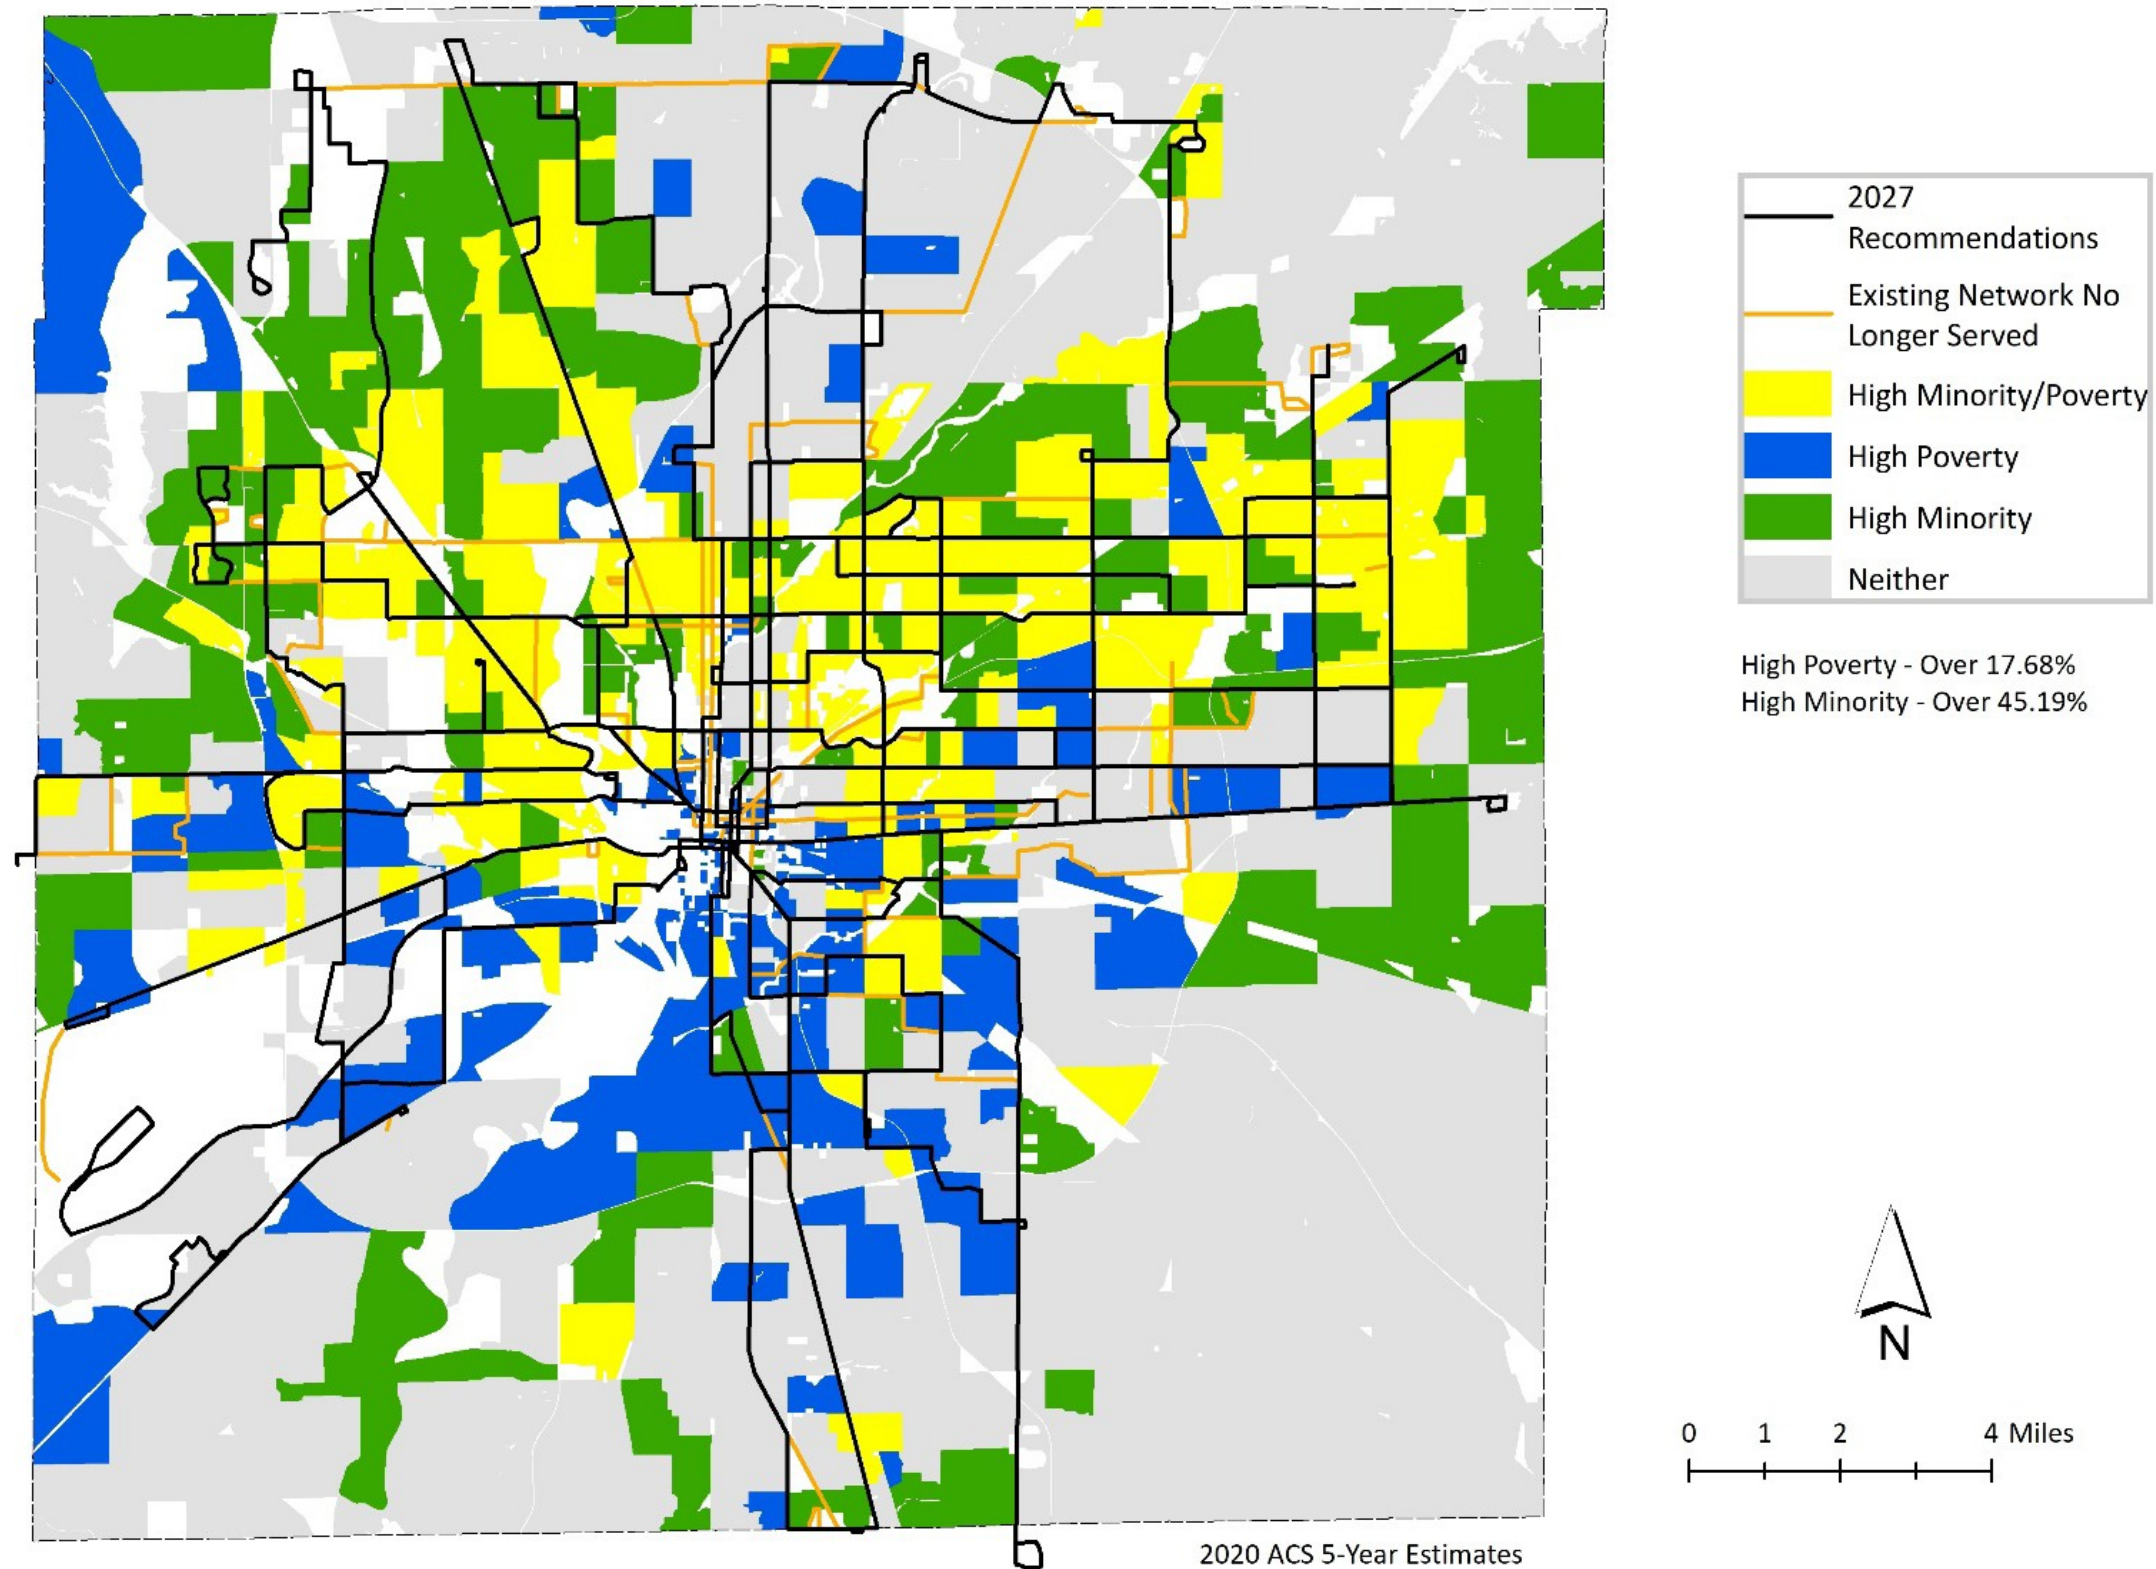 2027
Recommendations
Existing Network No
Longer Served
High Minority/Poverty
High Poverty
High Minority
Neither
High Poverty - Over 17.68%
High Minority - Over 45.19%
N
0 1 2 4 Miles
2020 ACS 5-Year Estimates